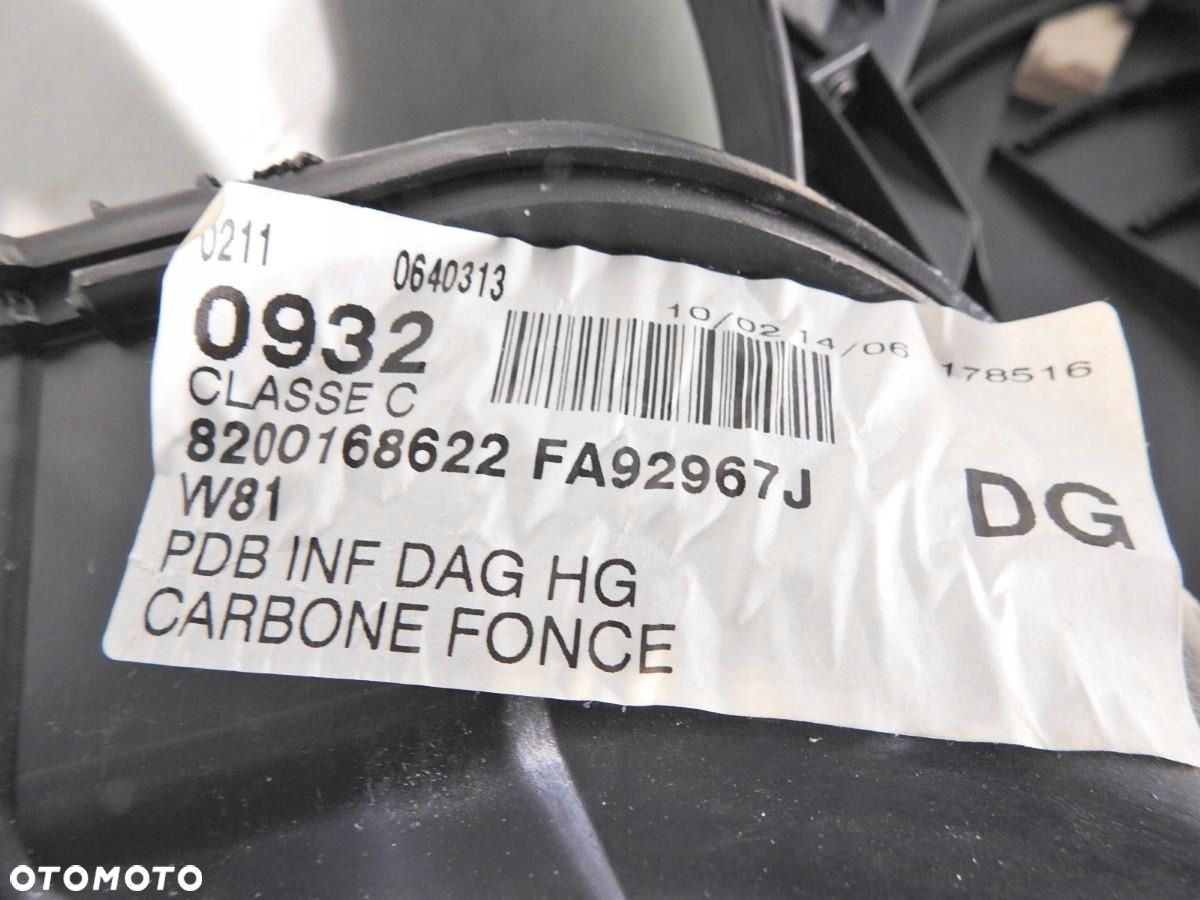 0211
0640313
0932
10/02 14/06
178516
CLASSE C
8200168622 FA92967J
DG
W81
PDB INF DAG HG
CARBONE FONCE
OTOMOTO